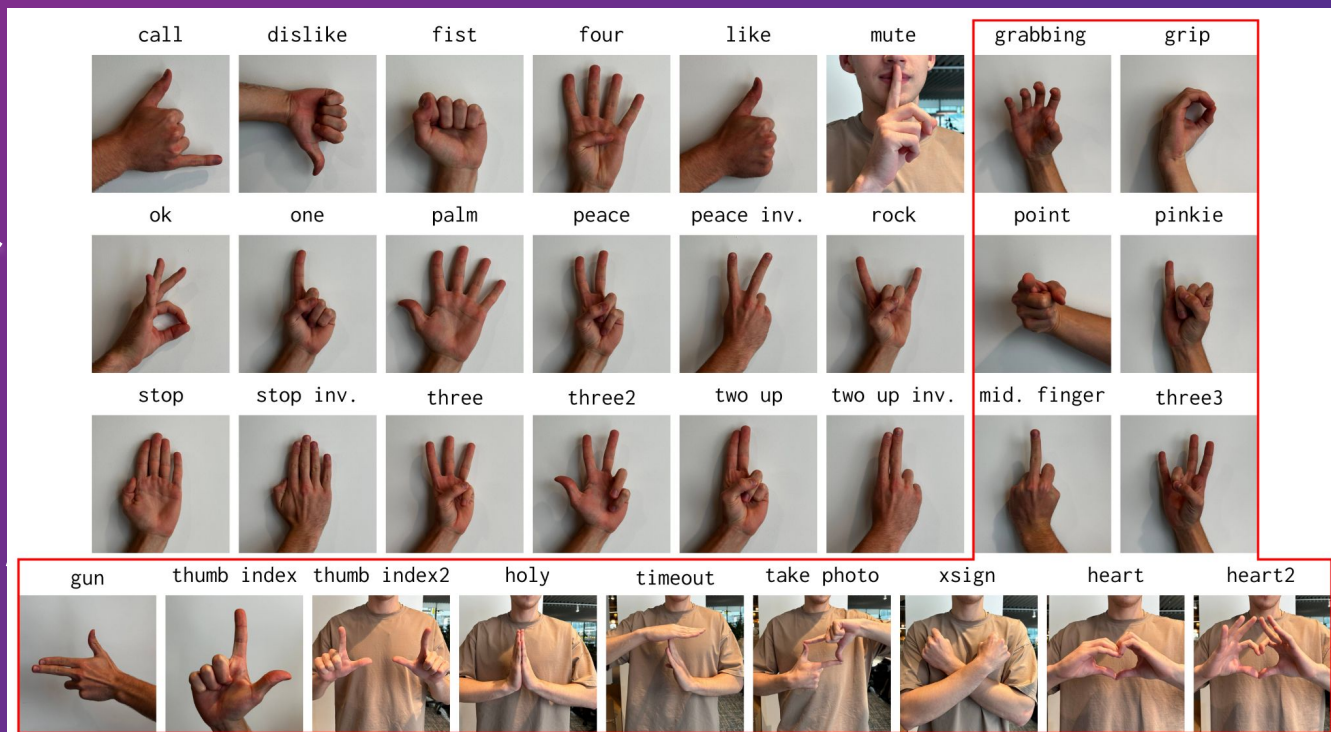 call dislike fist four like mute grabbing grip
ok one palm peace peace inv. rock point pinkie
stop stop inv. three three2 two up two up inv. mid. finger three3
gun thumb index thumb index2 holy timeout take photo xsign heart heart2